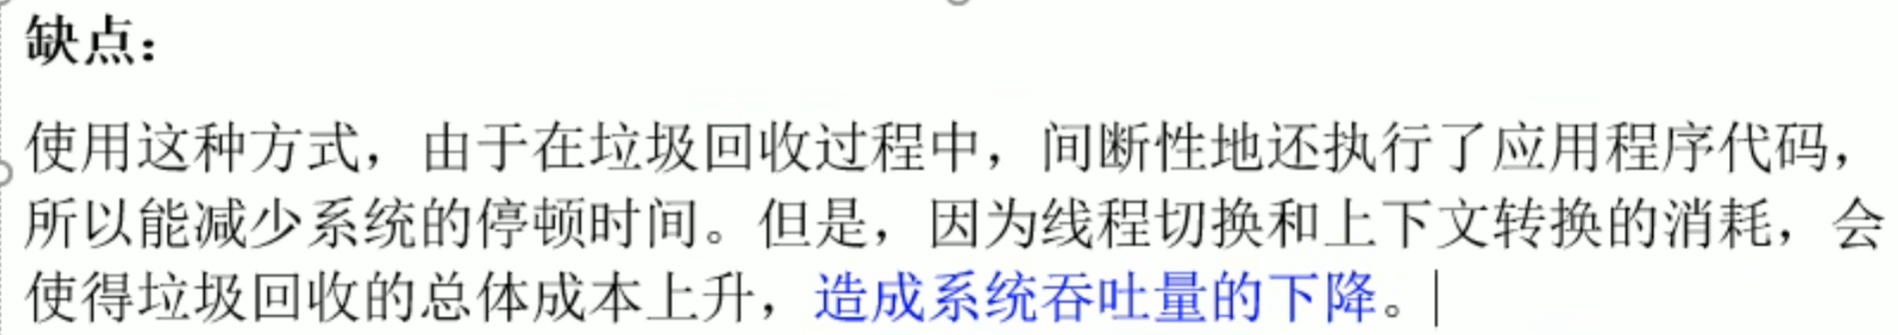 缺点：
使用这种方式，由于在垃圾回收过程中，间断性地还执行了应用程序代码，
所以能减少系统的停顿时间。但是，因为线程切换和上下文转换的消耗，会
使得垃圾回收的总体成本上升，造成系统吞吐量的下降。